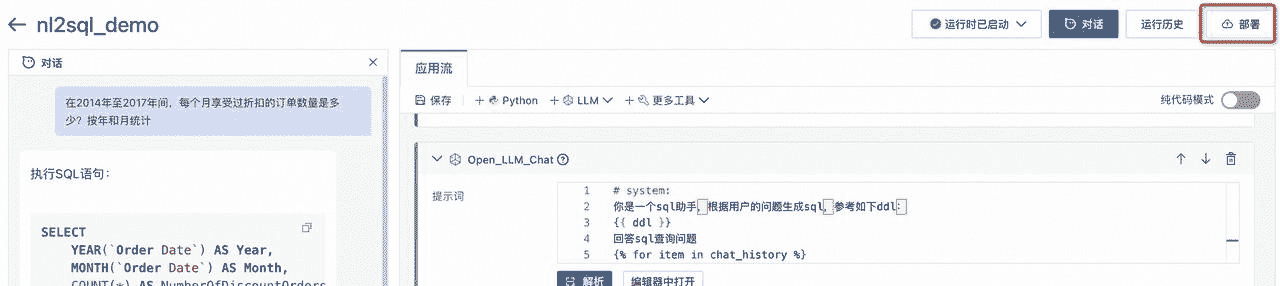 nl2sql_demo
运行时已启动
对话
运行历史
部署
对话
在2014年至2017年间，每个月享受过折扣的订单数量是多
少？按年和月统计
执行SQL语句：
SELECT
YEAR(`Order Date`) AS Year,
MONTH(`Order Date`) AS Month,
COUNT(*) AS NumberOfDiscountOrders
应用流
保存
+ Python
+ LLM
+ 更多工具
纯代码模式
Open_LLM_Chat
提示词
1 # system:
2 你是一个sql助手，根据用户的问题生成sql，参考如下ddl：
3 {{ ddl }}
4 回答sql查询问题
5 {% for item in chat_history %}
解析
编辑器中打开